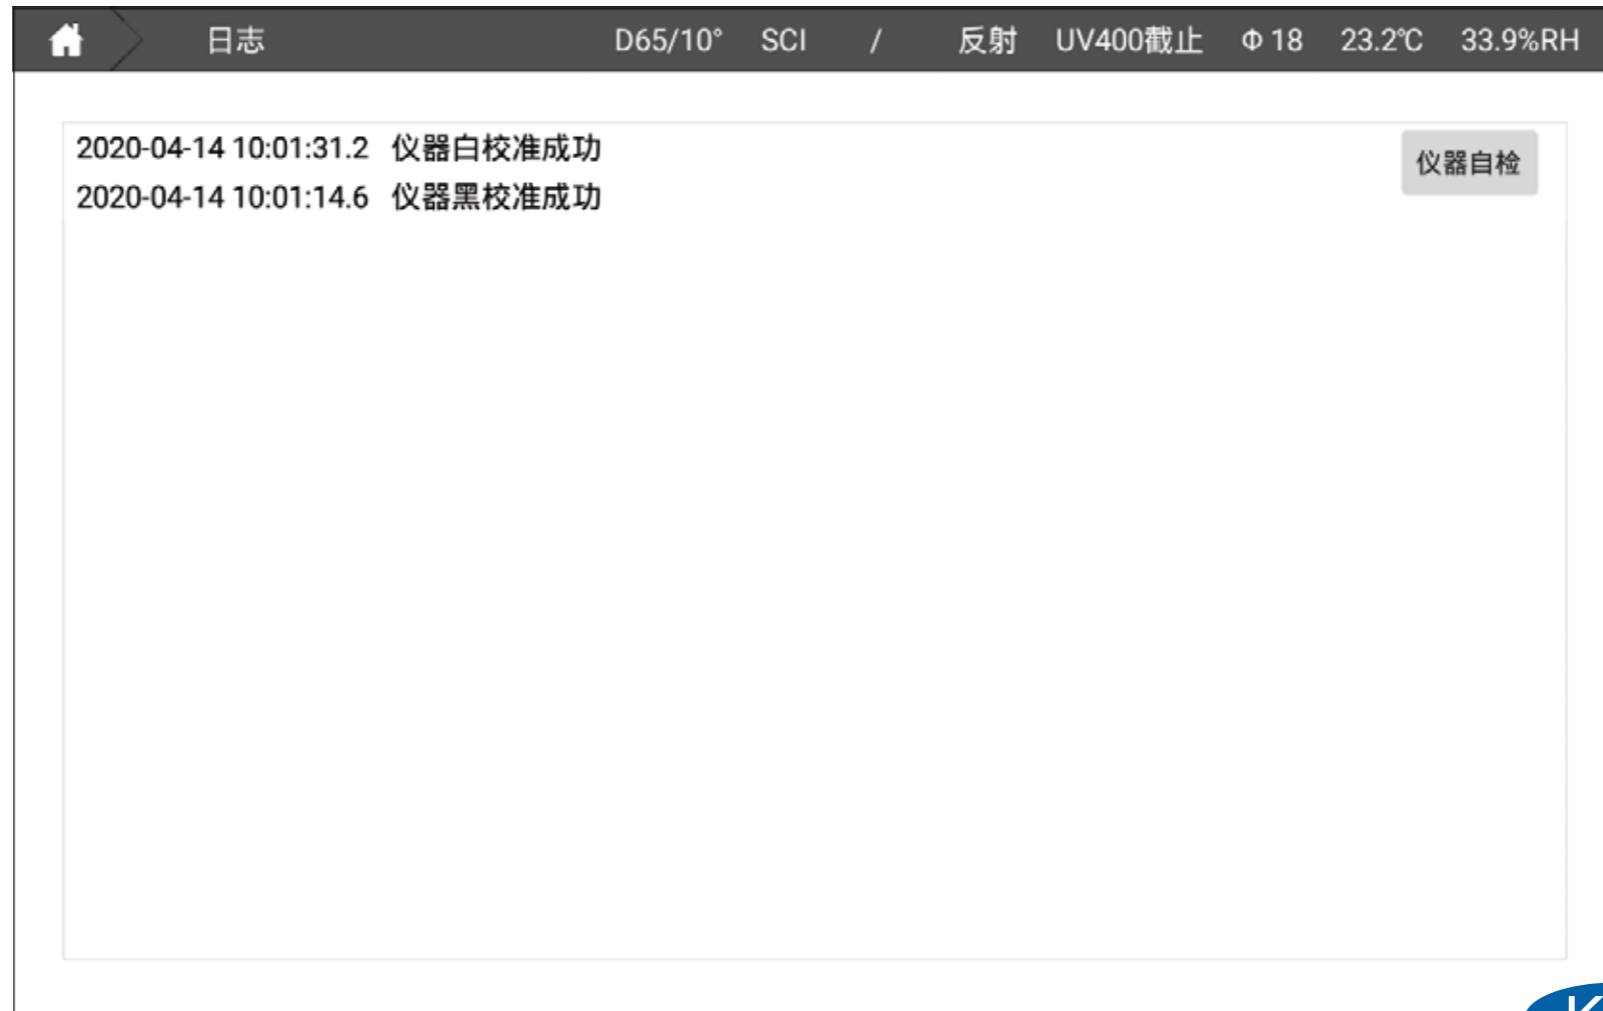 日志 D65/10° SCI / 反射 UV400截止 Φ 18 23.2℃ 33.9%RH
2020-04-14 10:01:31.2 仪器白校准成功
仪器自检
2020-04-14 10:01:14.6 仪器黑校准成功